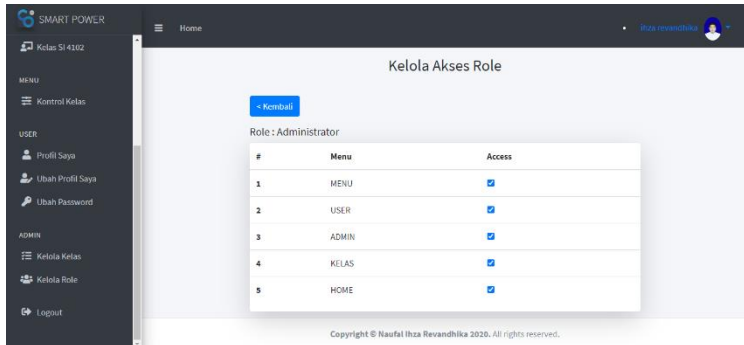 SMART POWER
Home
ihza revandhika
Kelas SI 4102
MENU
Kontrol Kelas
USER
Profil Saya
Ubah Profil Saya
Ubah Password
ADMIN
Kelola Kelas
Kelola Role
Logout
Kelola Akses Role
< Kembali
Role : Administrator
# Menu Access
1 MENU
2 USER
3 ADMIN
4 KELAS
5 HOME
Copyright © Naufal Ihza Revandhika 2020. All rights reserved.